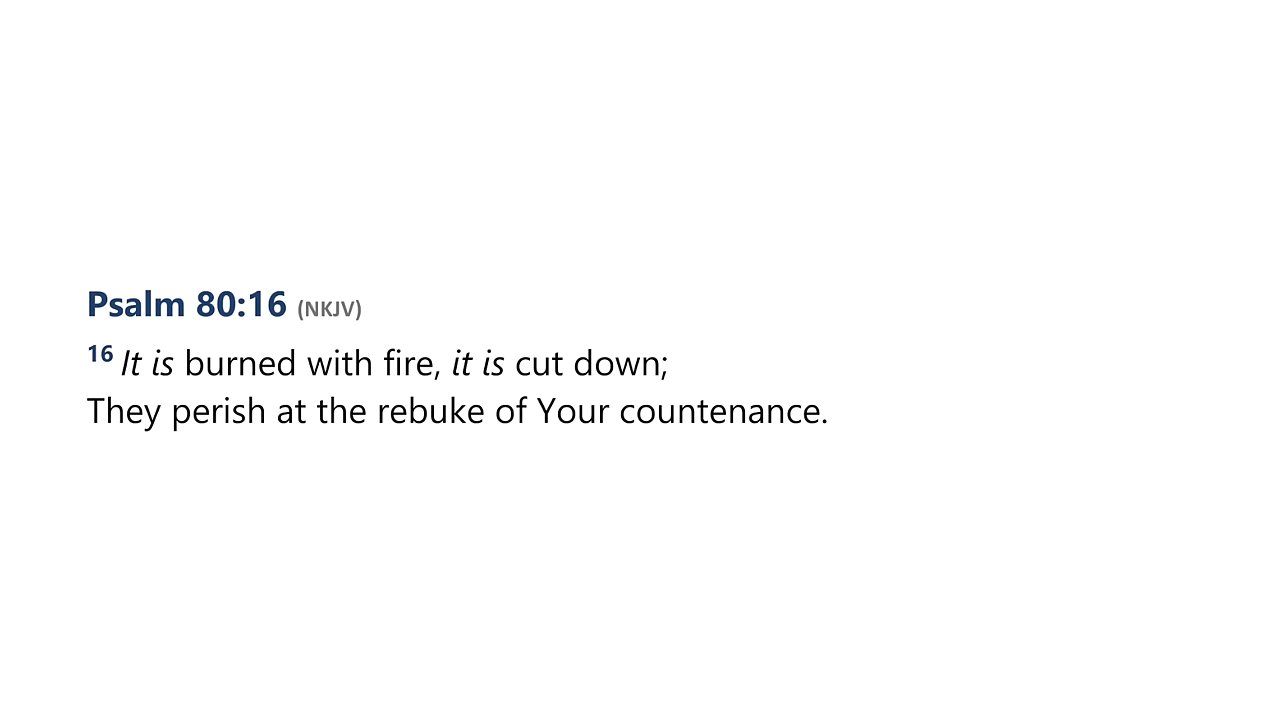 Psalm 80:16 (NKJV)
16 It is burned with fire, it is cut down;
They perish at the rebuke of Your countenance.